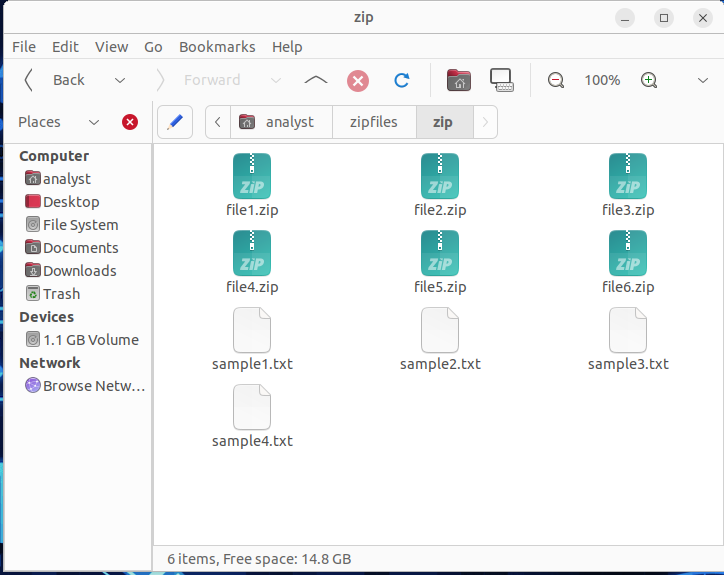 zip
File Edit View Go Bookmarks Help
Back Forward 100%
Places analyst zipfiles zip
Computer
analyst
Desktop
File System
Documents
Downloads
Trash
Devices
1.1 GB Volume
Network
Browse Netw...
ZiP ZiP ZiP
file1.zip file2.zip file3.zip
ZiP ZiP ZiP
file4.zip file5.zip file6.zip
sample1.txt sample2.txt sample3.txt
sample4.txt
6 items, Free space: 14.8 GB